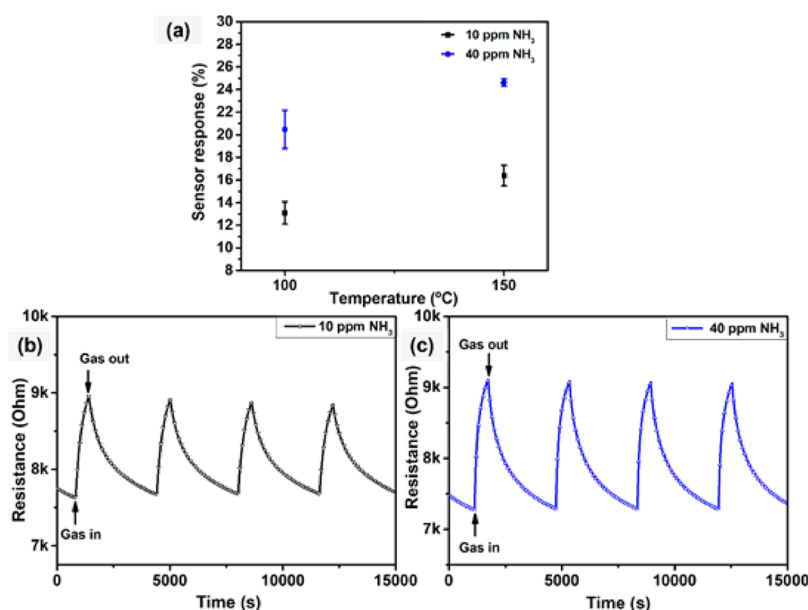 (a)
10 ppm NH₃
40 ppm NH₃
Sensor response (%)
30
28
26
24
22
20
18
16
14
12
10
8
100
150
Temperature (ºC)
(b)
10 ppm NH₃
Gas out
Gas in
Resistance (Ohm)
10k
9k
8k
7k
0
5000
10000
15000
Time (s)
(c)
40 ppm NH₃
Gas out
Gas in
Resistance (Ohm)
10k
9k
8k
7k
0
5000
10000
15000
Time (s)